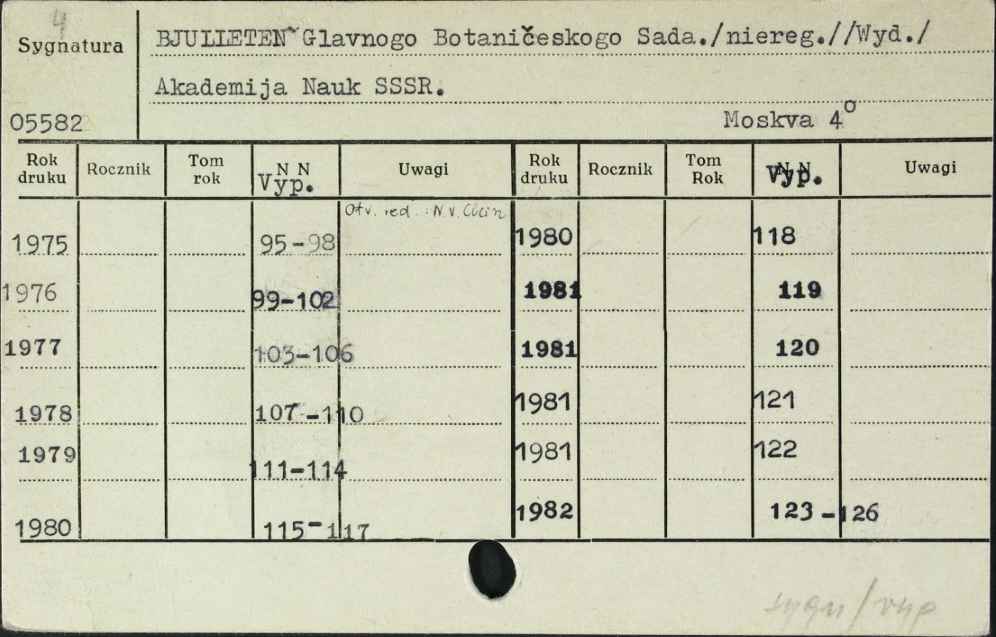 4
Sygnatura
BJULLETEN˘ Glavnogo Botaničeskogo Sada./niereg.//Wyd./
Akademija Nauk SSSR.
05582
Moskva 4°
Rok druku Rocznik Tom rok N N Vyp. Uwagi Rok druku Rocznik Tom Rok N N Vyp. Uwagi
Otv. red. : N.V. Cicin
1975 95-98 1980 118
1976 99-102 1981 119
1977 103-106 1981 120
1978 107-110 1981 121
1979 111-114 1981 122
1980 115-117 1982 123-126
sygn/vyp